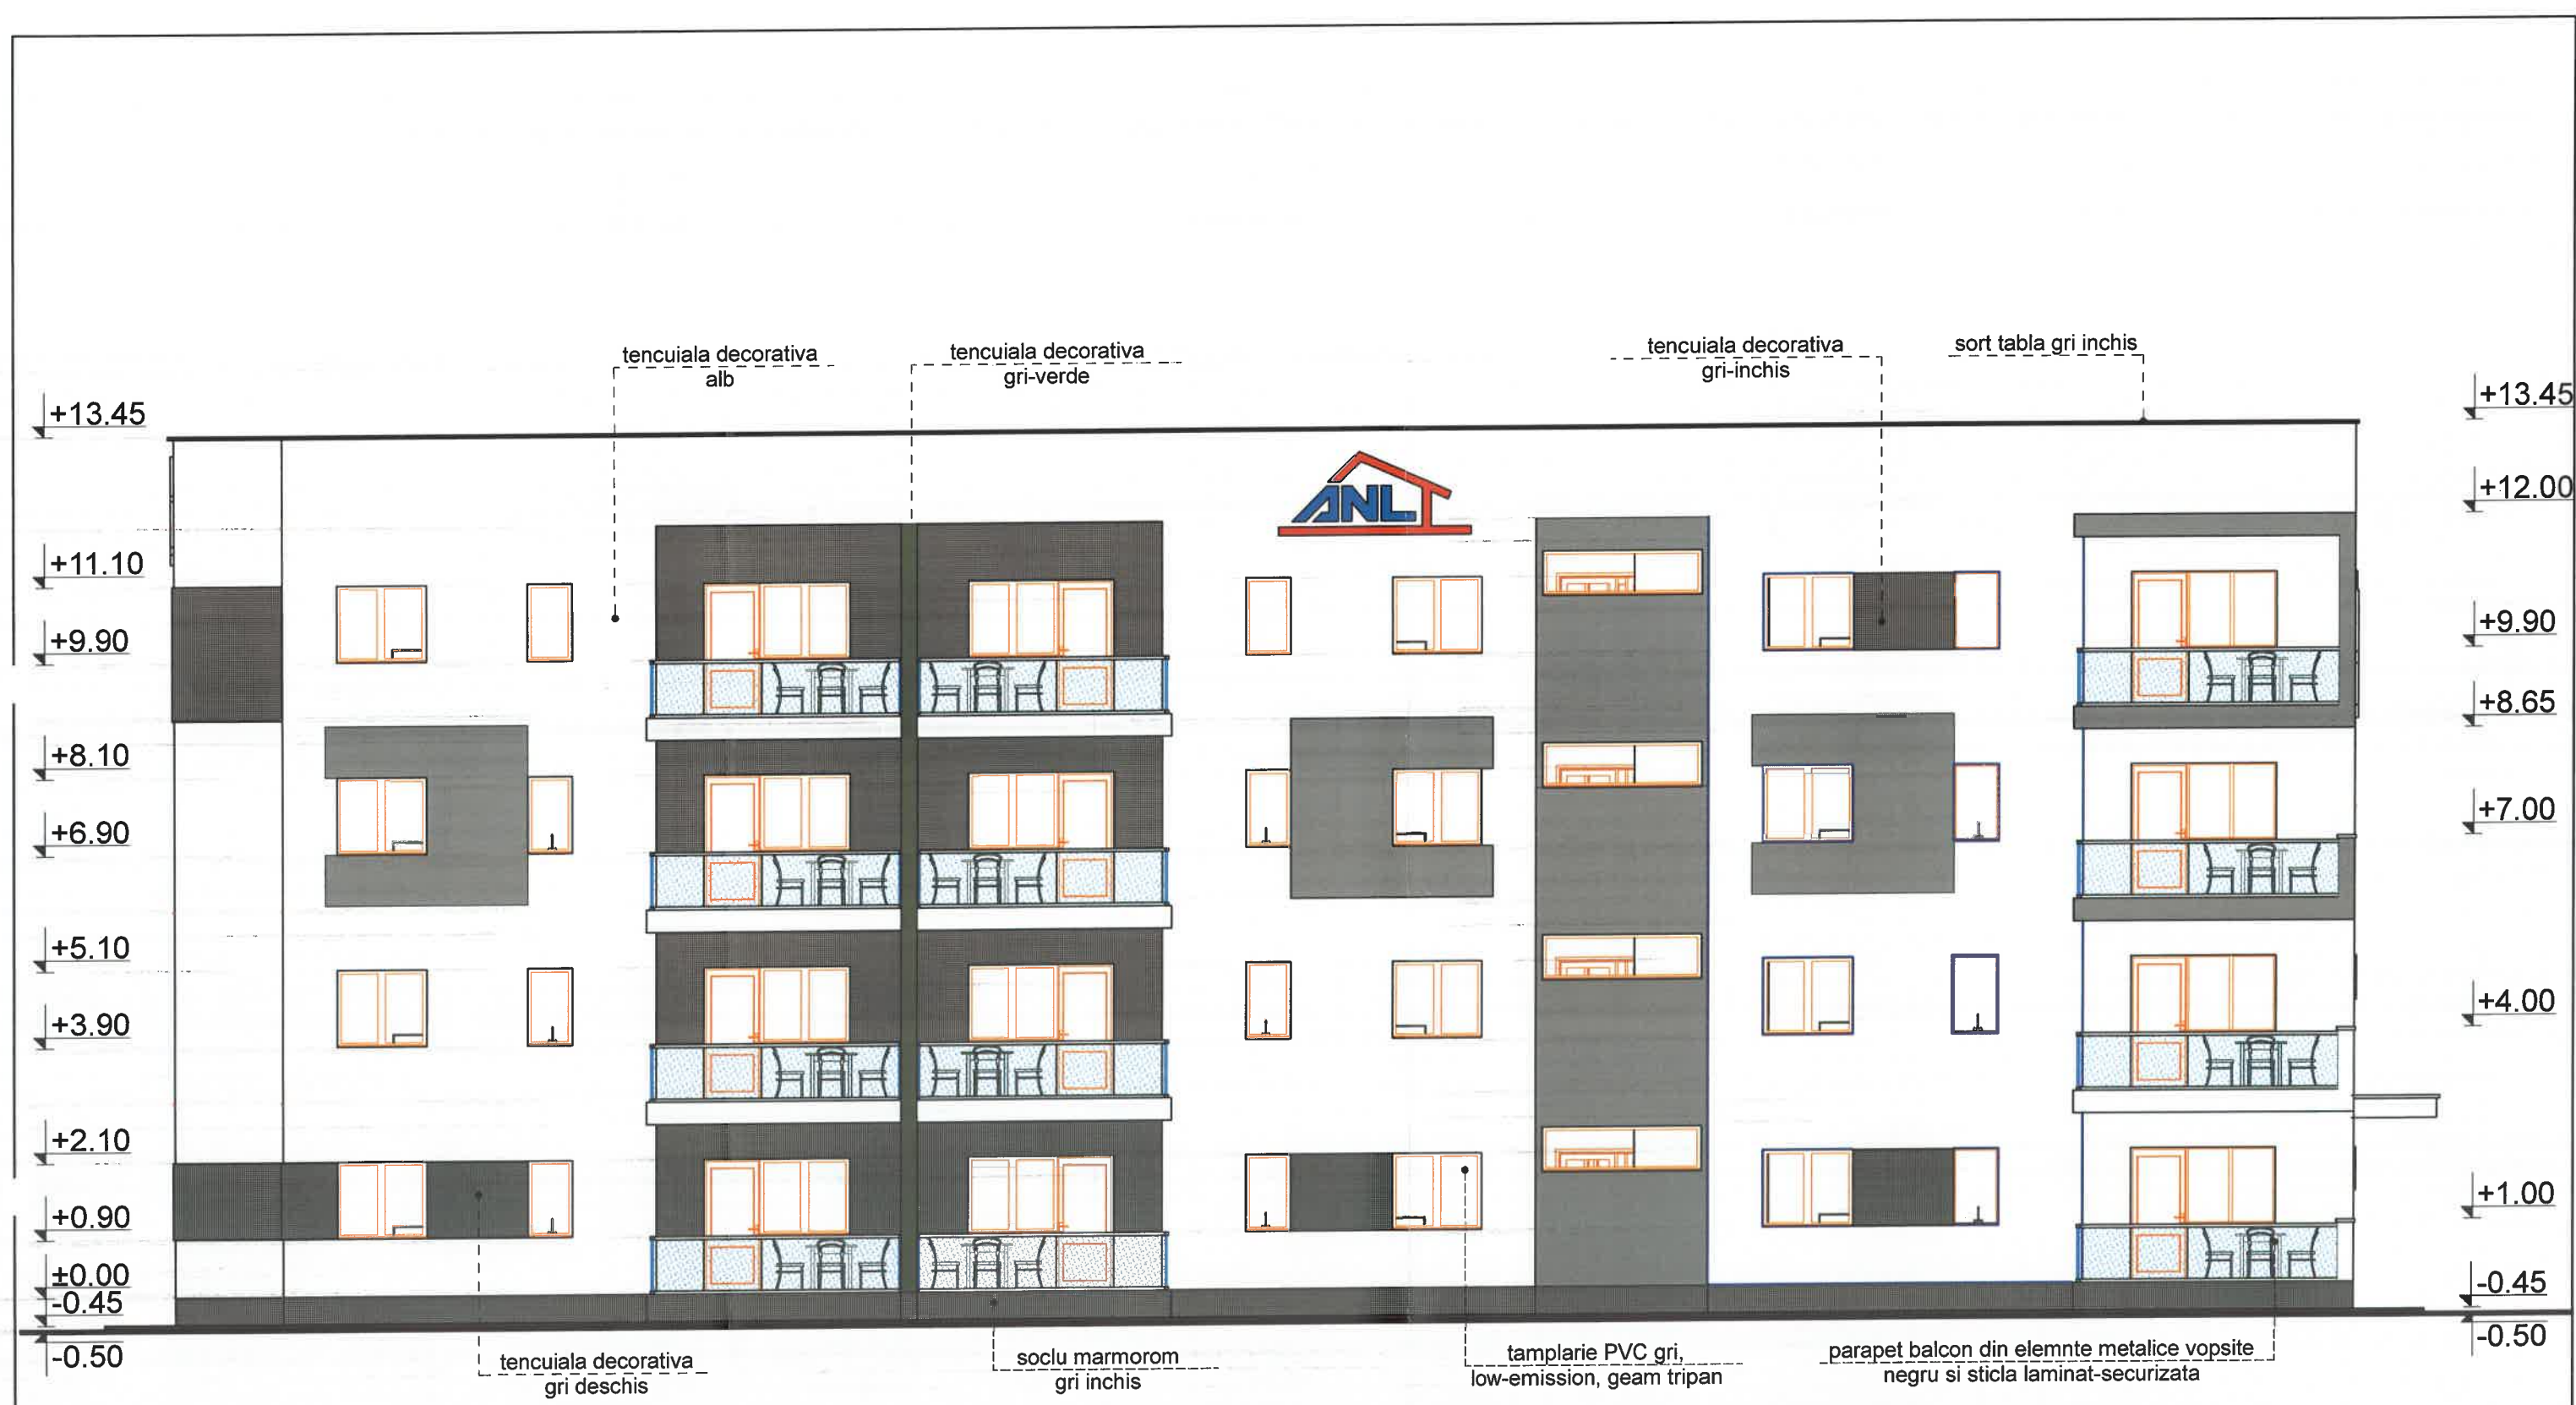 tencuiala decorativa
alb
tencuiala decorativa
gri-verde
tencuiala decorativa
gri-inchis
sort tabla gri inchis
+13.45
+11.10
+9.90
+8.10
+6.90
+5.10
+3.90
+2.10
+0.90
±0.00
-0.45
-0.50
ANL
+13.45
+12.00
+9.90
+8.65
+7.00
+4.00
+1.00
-0.45
-0.50
tencuiala decorativa
gri deschis
soclu marmorom
gri inchis
tamplarie PVC gri,
low-emission, geam tripan
parapet balcon din elemnte metalice vopsite
negru si sticla laminat-securizata